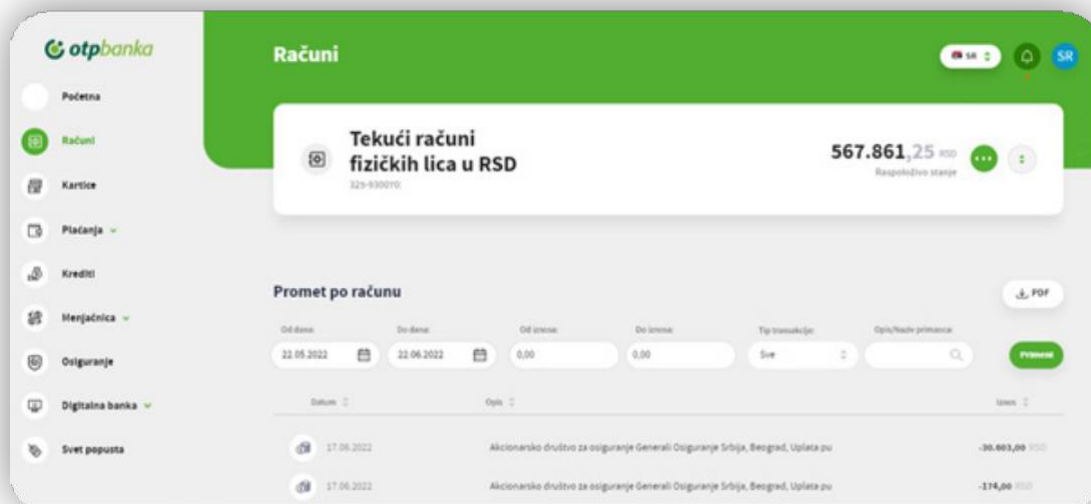 otpbanka
Početna
Računi
Kartice
Plaćanja
Krediti
Menjačnica
Osiguranje
Digitalna banka
Svet popusta
Računi
SR
SR
Tekući računi
fizičkih lica u RSD
567.861,25 RSD
Raspoloživo stanje
Promet po računu
PDF
Od dana: Do dana: Od iznosa: Do iznosa: Tip transakcije: Opis/Naziv primaoca:
22.05.2022 22.06.2022 0,00 0,00 Sve Primeni
Datum Opis Iznos
17.06.2022 Akcionarsko društvo za osiguranje Generali Osiguranje Srbija, Beograd, Uplata pu -30.603,00 RSD
17.06.2022 Akcionarsko društvo za osiguranje Generali Osiguranje Srbija, Beograd, Uplata pu -174,00 RSD